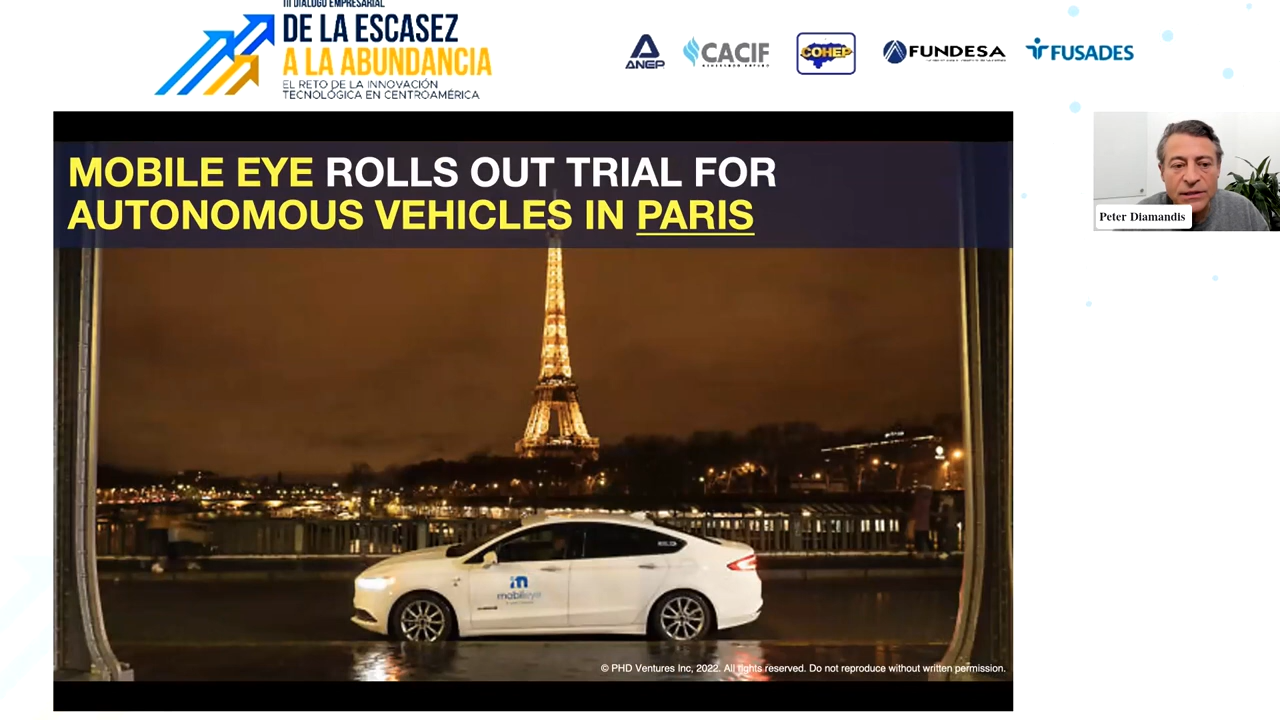 III DIÁLOGO EMPRESARIAL
DE LA ESCASEZ
A LA ABUNDANCIA
EL RETO DE LA INNOVACIÓN
TECNOLÓGICA EN CENTROAMÉRICA
ANEP
CACIF
COHEP
FUNDESA
FUSADES
MOBILE EYE ROLLS OUT TRIAL FOR
AUTONOMOUS VEHICLES IN PARIS
Peter Diamandis
mobileye
© PHD Ventures Inc, 2022. All rights reserved. Do not reproduce without written permission.